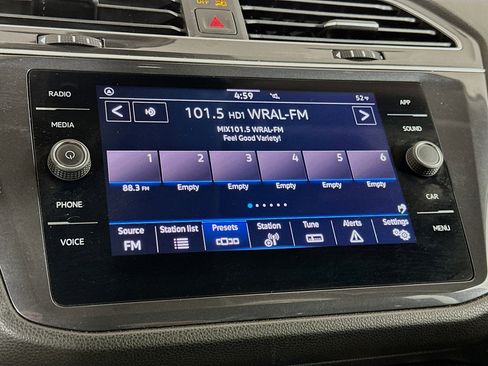 OFF
4:59
52°F
RADIO
APP
101.5 HD1 WRAL-FM
MEDIA
SOUND
MIX101.5 WRAL-FM
Feel Good Variety!
1 2 3 4 5 6
88.3 FM Empty Empty Empty Empty Empty
PHONE
CAR
VOICE
MENU
Source Station list Presets Station Tune Alerts Settings
FM